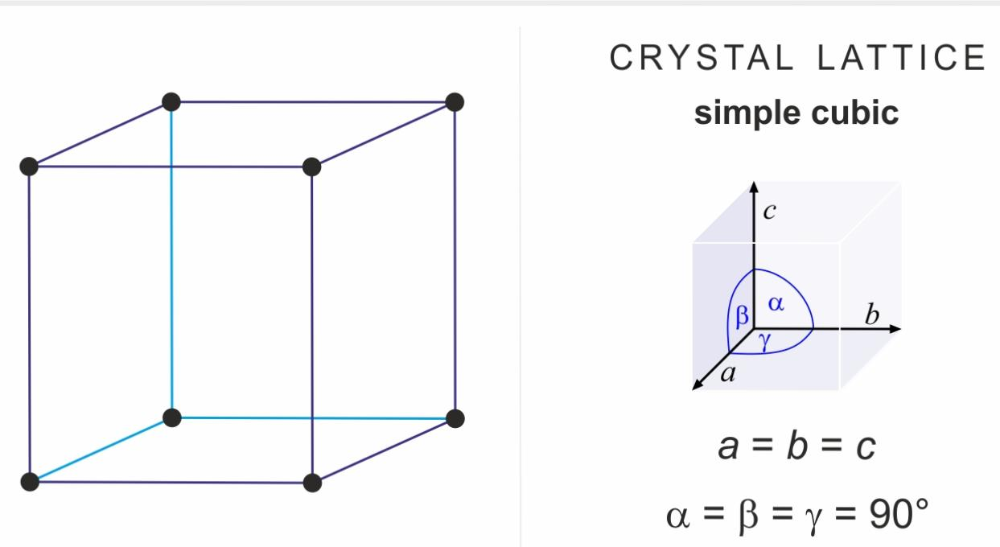 CRYSTAL LATTICE
simple cubic
c
β α
b
γ
a
a = b = c
α = β = γ = 90°